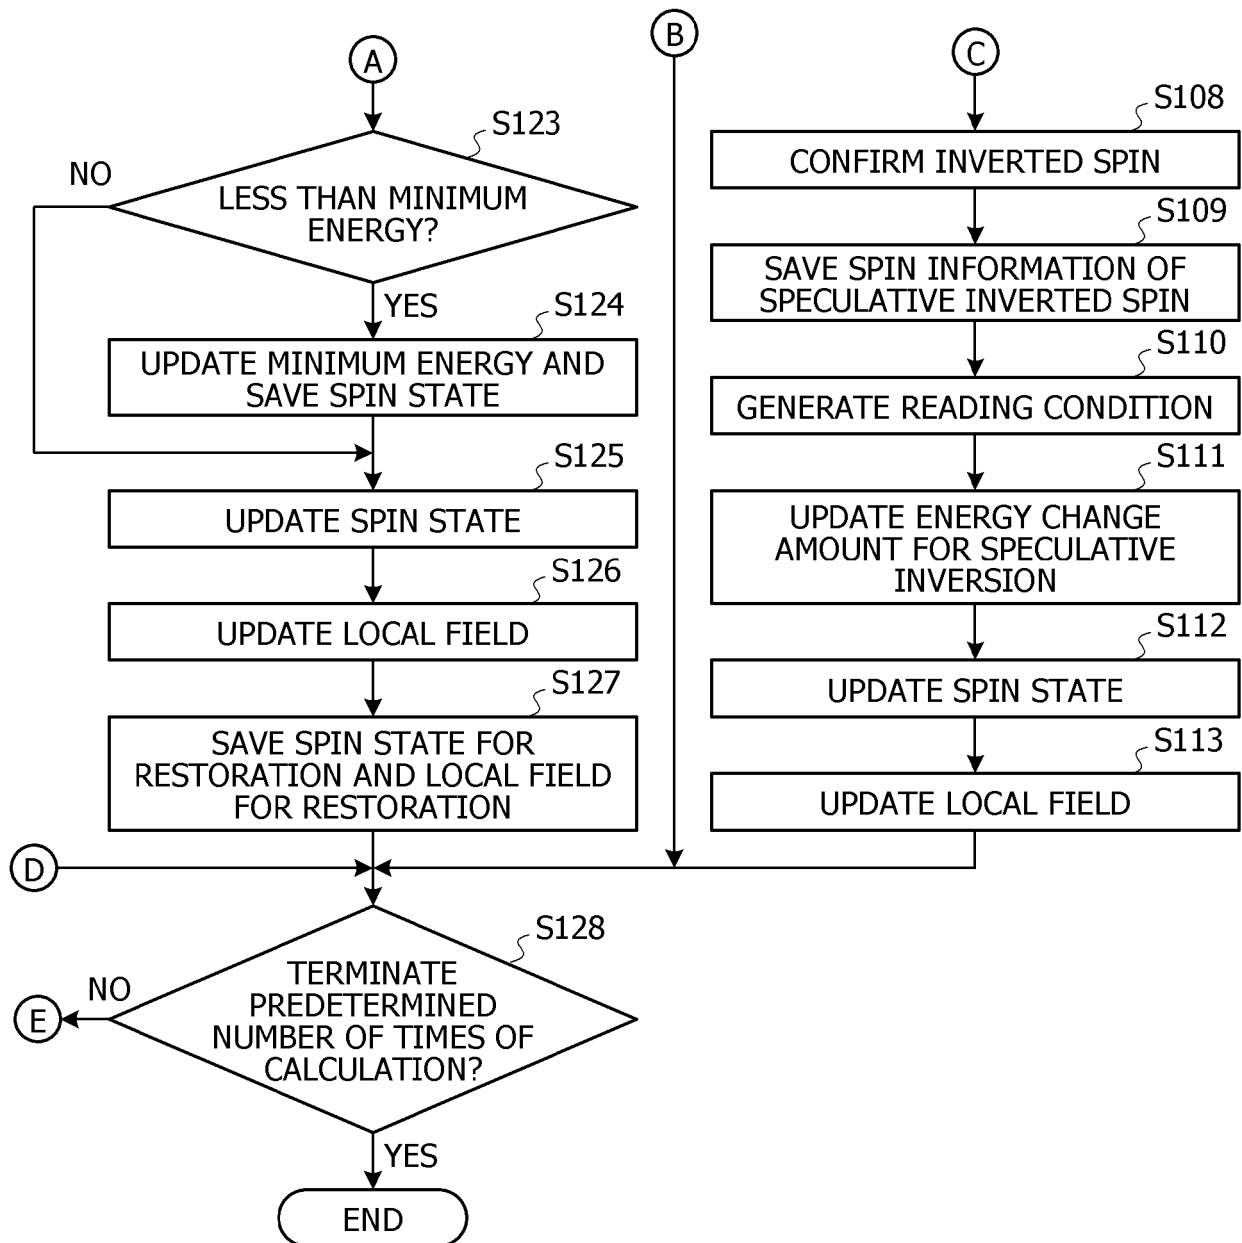 A
S123
NO
LESS THAN MINIMUM
ENERGY?
YES
S124
UPDATE MINIMUM ENERGY AND
SAVE SPIN STATE
S125
UPDATE SPIN STATE
S126
UPDATE LOCAL FIELD
S127
SAVE SPIN STATE FOR
RESTORATION AND LOCAL FIELD
FOR RESTORATION
B
C
S108
CONFIRM INVERTED SPIN
S109
SAVE SPIN INFORMATION OF
SPECULATIVE INVERTED SPIN
S110
GENERATE READING CONDITION
S111
UPDATE ENERGY CHANGE
AMOUNT FOR SPECULATIVE
INVERSION
S112
UPDATE SPIN STATE
S113
UPDATE LOCAL FIELD
D
S128
TERMINATE
PREDETERMINED
NUMBER OF TIMES OF
CALCULATION?
NO
E
YES
END